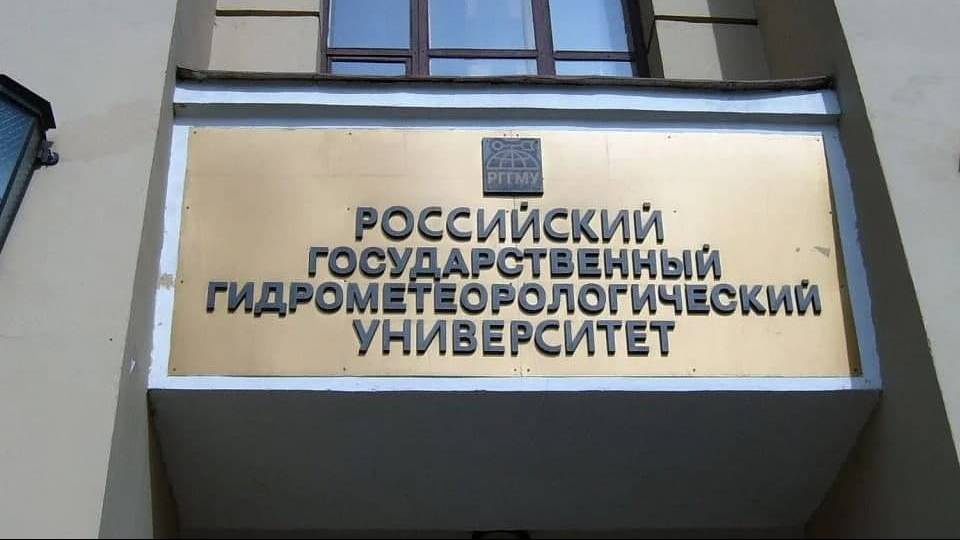 РГГМУ
РОССИЙСКИЙ
ГОСУДАРСТВЕННЫЙ
ГИДРОМЕТЕОРОЛОГИЧЕСКИЙ
УНИВЕРСИТЕТ